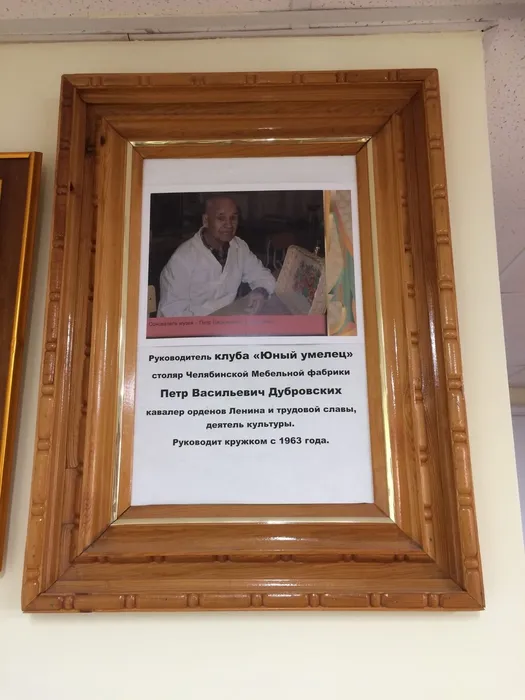 Руководитель клуба «Юный умелец»
столяр Челябинской Мебельной фабрики
Петр Васильевич Дубровских
кавалер орденов Ленина и трудовой славы,
деятель культуры.
Руководит кружком с 1963 года.